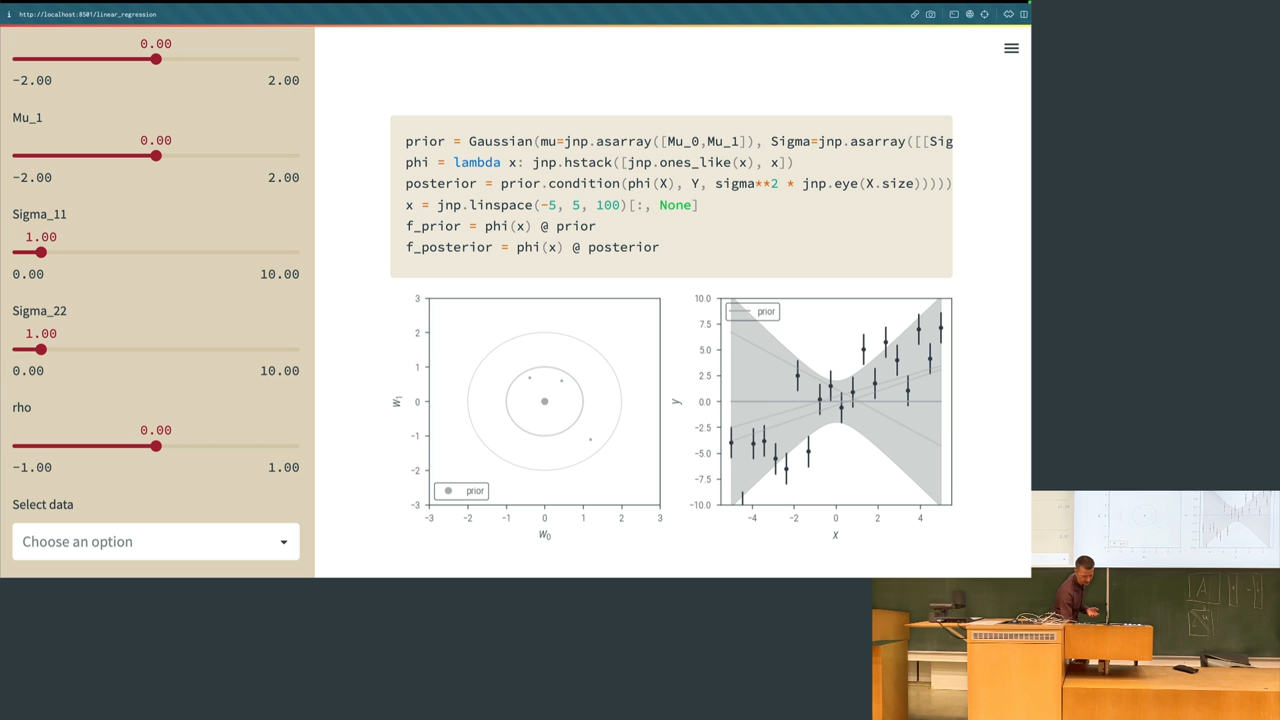 http://localhost:8501/linear_regression
0.00
-2.00 2.00
Mu_1
0.00
-2.00 2.00
Sigma_11
1.00
0.00 10.00
Sigma_22
1.00
0.00 10.00
rho
0.00
-1.00 1.00
Select data
Choose an option
prior = Gaussian(mu=jnp.asarray([Mu_0,Mu_1]), Sigma=jnp.asarray([[Sig
phi = lambda x: jnp.hstack([jnp.ones_like(x), x])
posterior = prior.condition(phi(X), Y, sigma**2 * jnp.eye(X.size)))))
x = jnp.linspace(-5, 5, 100)[:, None]
f_prior = phi(x) @ prior
f_posterior = phi(x) @ posterior
3
2
1
0
-1
-2
-3
w1
prior
-3 -2 -1 0 1 2 3
w0
10.0
7.5
5.0
2.5
0.0
-2.5
-5.0
-7.5
-10.0
y
prior
-4 -2 0 2 4
x